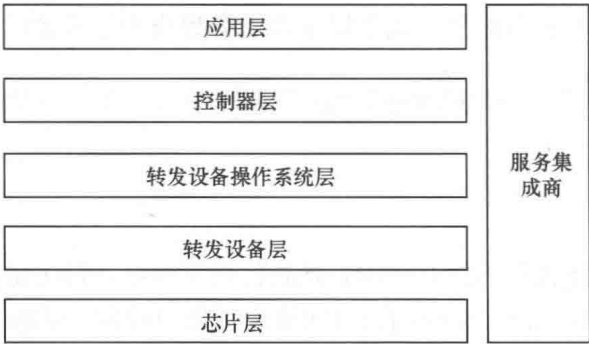 应用层
控制器层
转发设备操作系统层
转发设备层
芯片层
服务集
成商